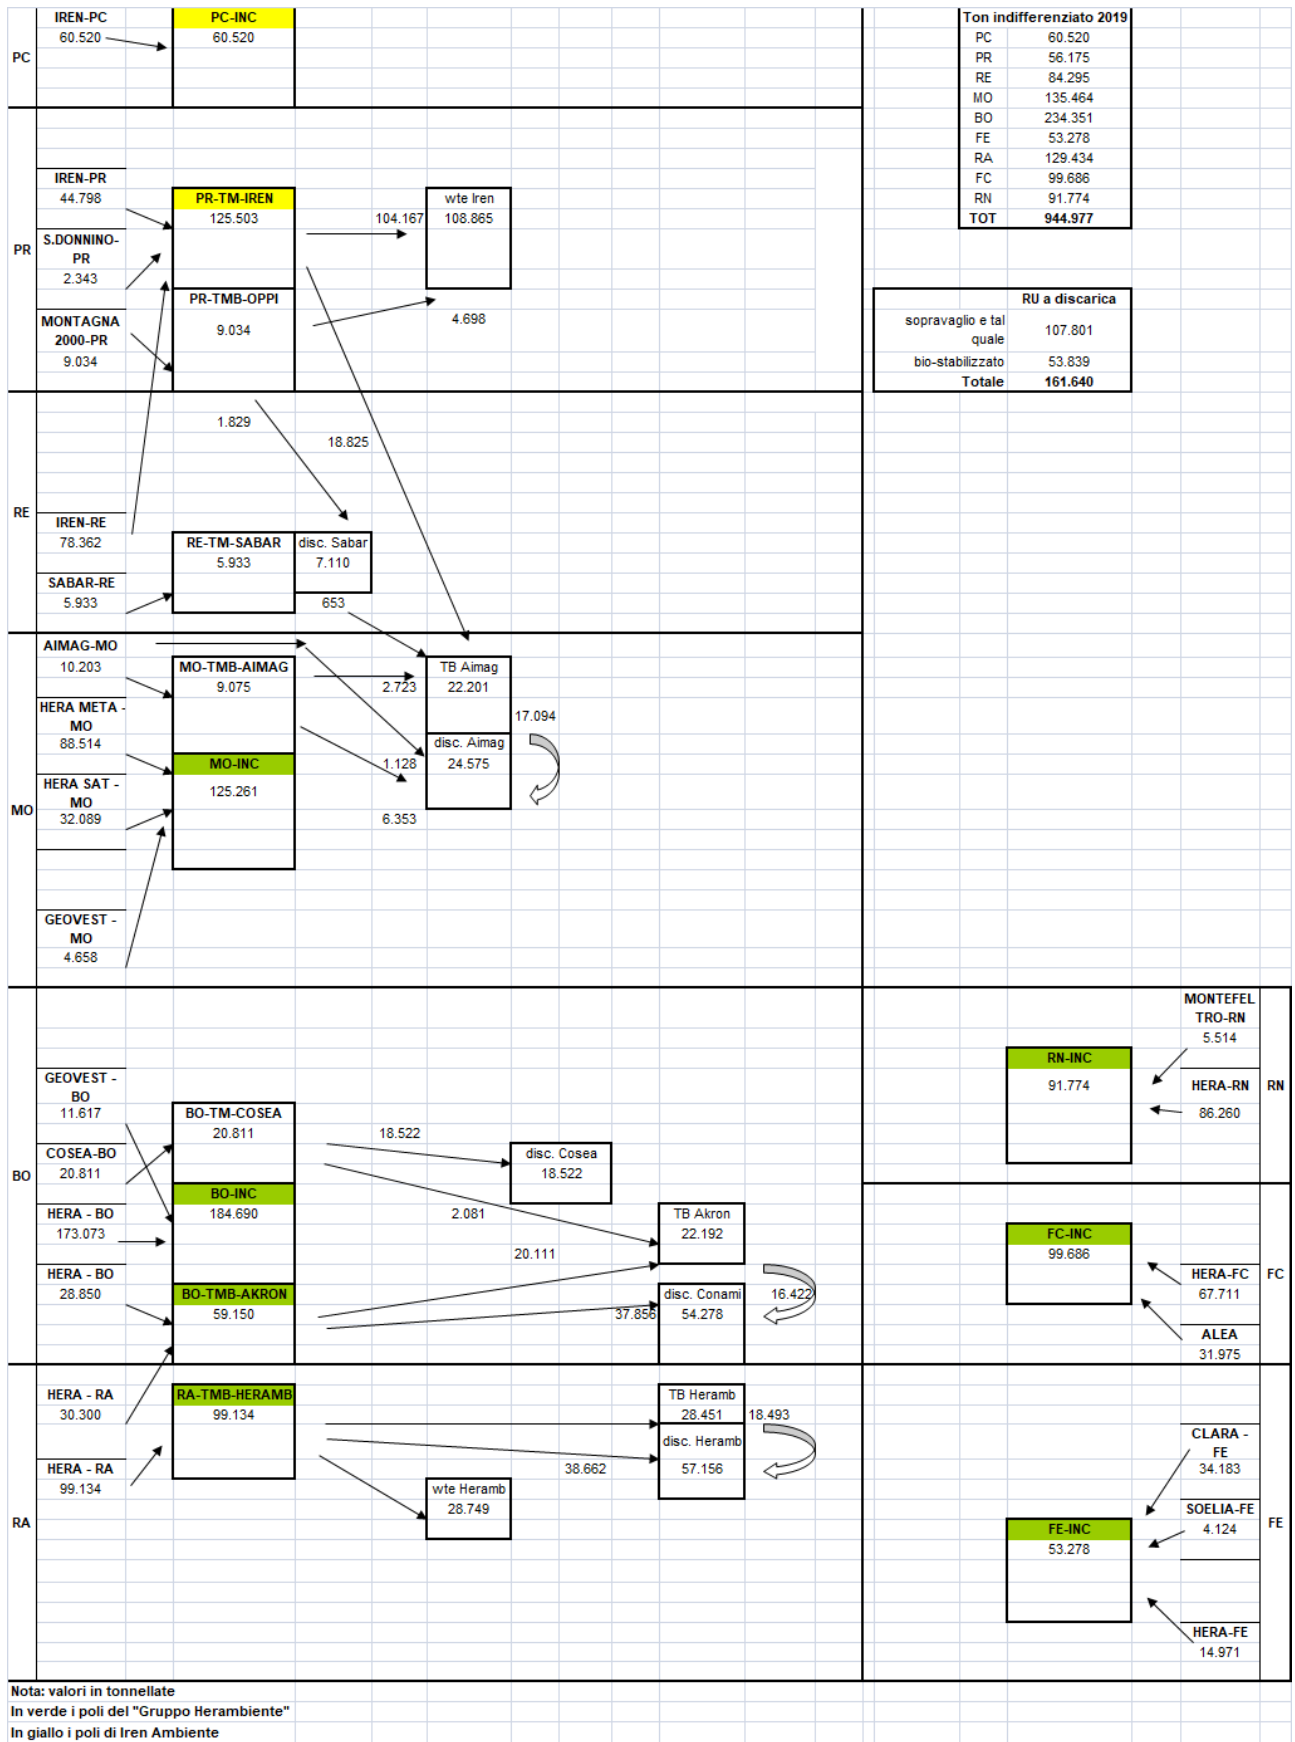 IREN-PC
60.520
PC-INC
60.520
PC
Ton indifferenziato 2019
PC 60.520
PR 56.175
RE 84.295
MO 135.464
BO 234.351
FE 53.278
RA 129.434
FC 99.686
RN 91.774
TOT 944.977
IREN-PR
44.798
S.DONNINO-
PR
2.343
MONTAGNA
2000-PR
9.034
PR
PR-TM-IREN
125.503
PR-TMB-OPPI
9.034
104.167
wte Iren
108.865
4.698
RU a discarica
sopravaglio e tal
quale
107.801
bio-stabilizzato 53.839
Totale 161.640
1.829
18.825
RE
IREN-RE
78.362
SABAR-RE
5.933
RE-TM-SABAR
5.933
disc. Sabar
7.110
653
AIMAG-MO
10.203
HERA META -
MO
88.514
HERA SAT -
MO
32.089
MO
GEOVEST -
MO
4.658
MO-TMB-AIMAG
9.075
MO-INC
125.261
2.723
1.128
6.353
TB Aimag
22.201
17.094
disc. Aimag
24.575
GEOVEST -
BO
11.617
COSEA-BO
20.811
BO
HERA - BO
173.073
HERA - BO
28.850
BO-TM-COSEA
20.811
BO-INC
184.690
BO-TMB-AKRON
59.150
18.522
disc. Cosea
18.522
2.081
20.111
TB Akron
22.192
37.856
disc. Conami
54.278
16.422
MONTEFEL
TRO-RN
5.514
RN-INC
91.774
HERA-RN
86.260
RN
FC-INC
99.686
HERA-FC
67.711
FC
ALEA
31.975
HERA - RA
30.300
HERA - RA
99.134
RA
RA-TMB-HERAMB
99.134
TB Heramb
28.451
18.493
disc. Heramb
57.156
38.662
wte Heramb
28.749
CLARA -
FE
34.183
SOELIA-FE
4.124
FE
FE-INC
53.278
HERA-FE
14.971
Nota: valori in tonnellate
In verde i poli del "Gruppo Herambiente"
In giallo i poli di Iren Ambiente